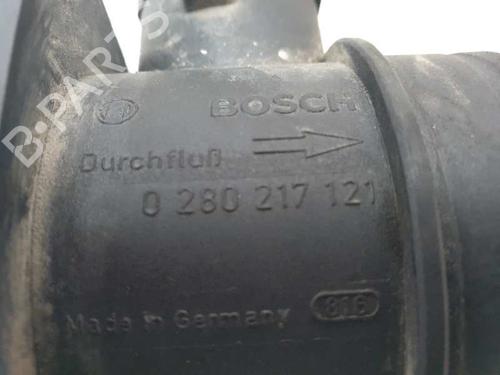 B-PARTS
BOSCH
Durchfluß
0 280 217 121
Made in Germany
816